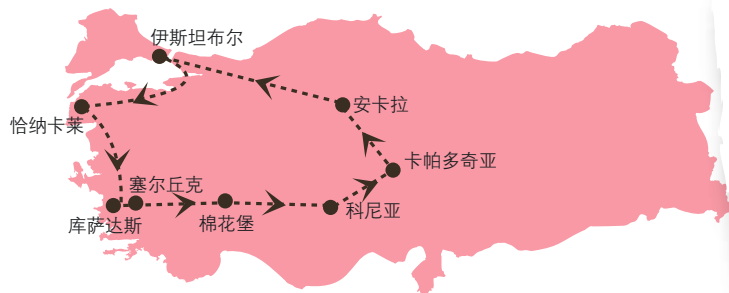 伊斯坦布尔
安卡拉
恰纳卡莱
卡帕多奇亚
塞尔丘克
科尼亚
库萨达斯
棉花堡